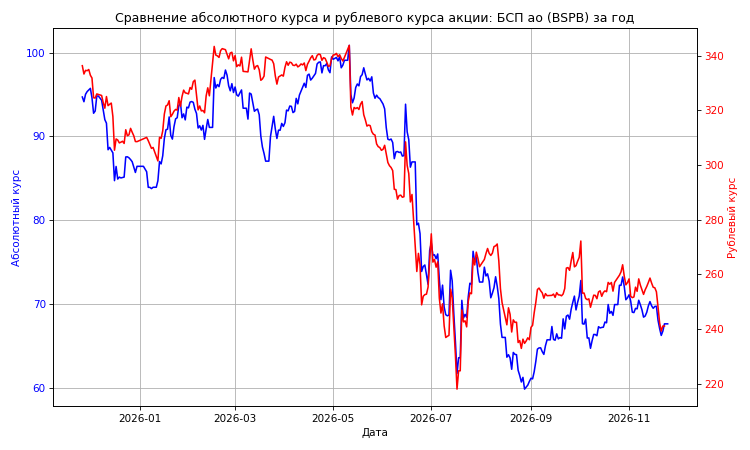 Сравнение абсолютного курса и рублевого курса акции: БСП ао (BSPB) за год
100
90
80
70
60
Абсолютный курс
340
320
300
280
260
240
220
Рублевый курс
2026-01 2026-03 2026-05 2026-07 2026-09 2026-11
Дата